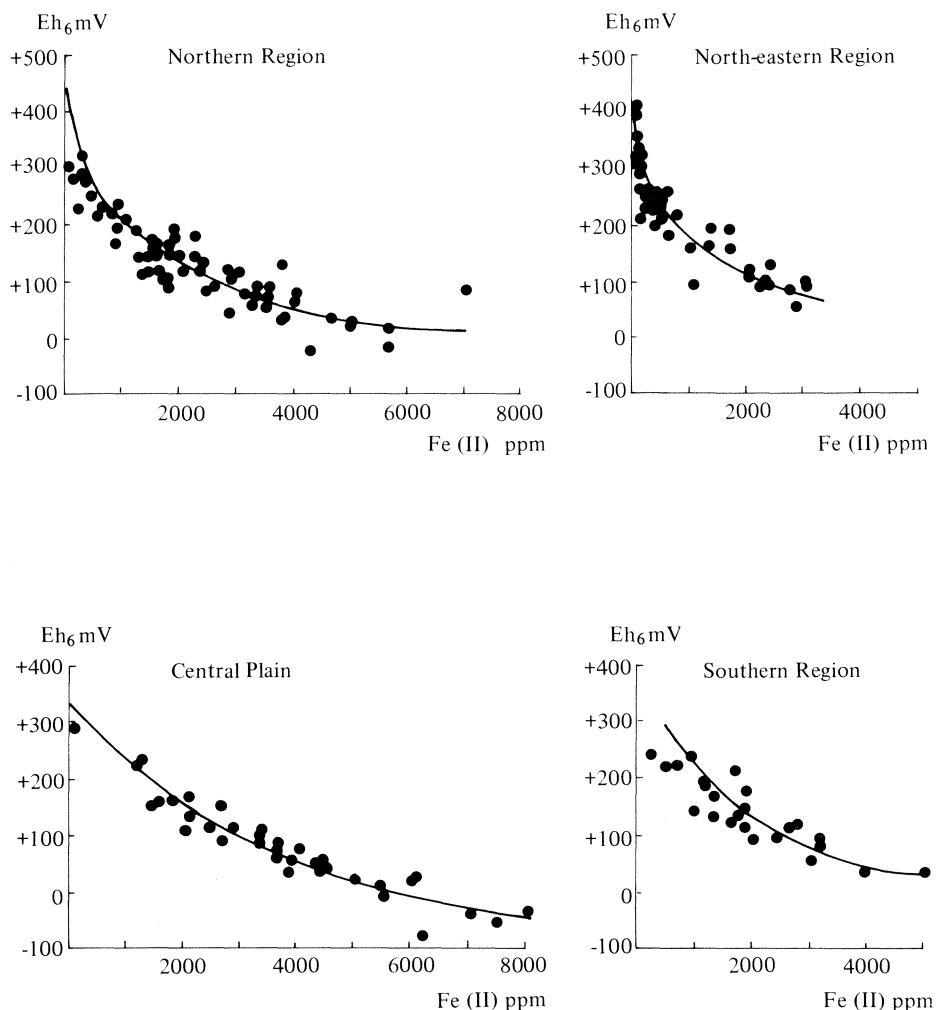 Eh6mV
+500
Northern Region
+400
+300
+200
+100
0
-100
2000 4000 6000 8000
Fe (II) ppm
Eh6mV
+500
North-eastern Region
+400
+300
+200
+100
0
-100
2000 4000
Fe (II) ppm
Eh6mV
+400
Central Plain
+300
+200
+100
0
-100
2000 4000 6000 8000
Fe (II) ppm
Eh6mV
+400
Southern Region
+300
+200
+100
0
-100
2000 4000
Fe (II) ppm